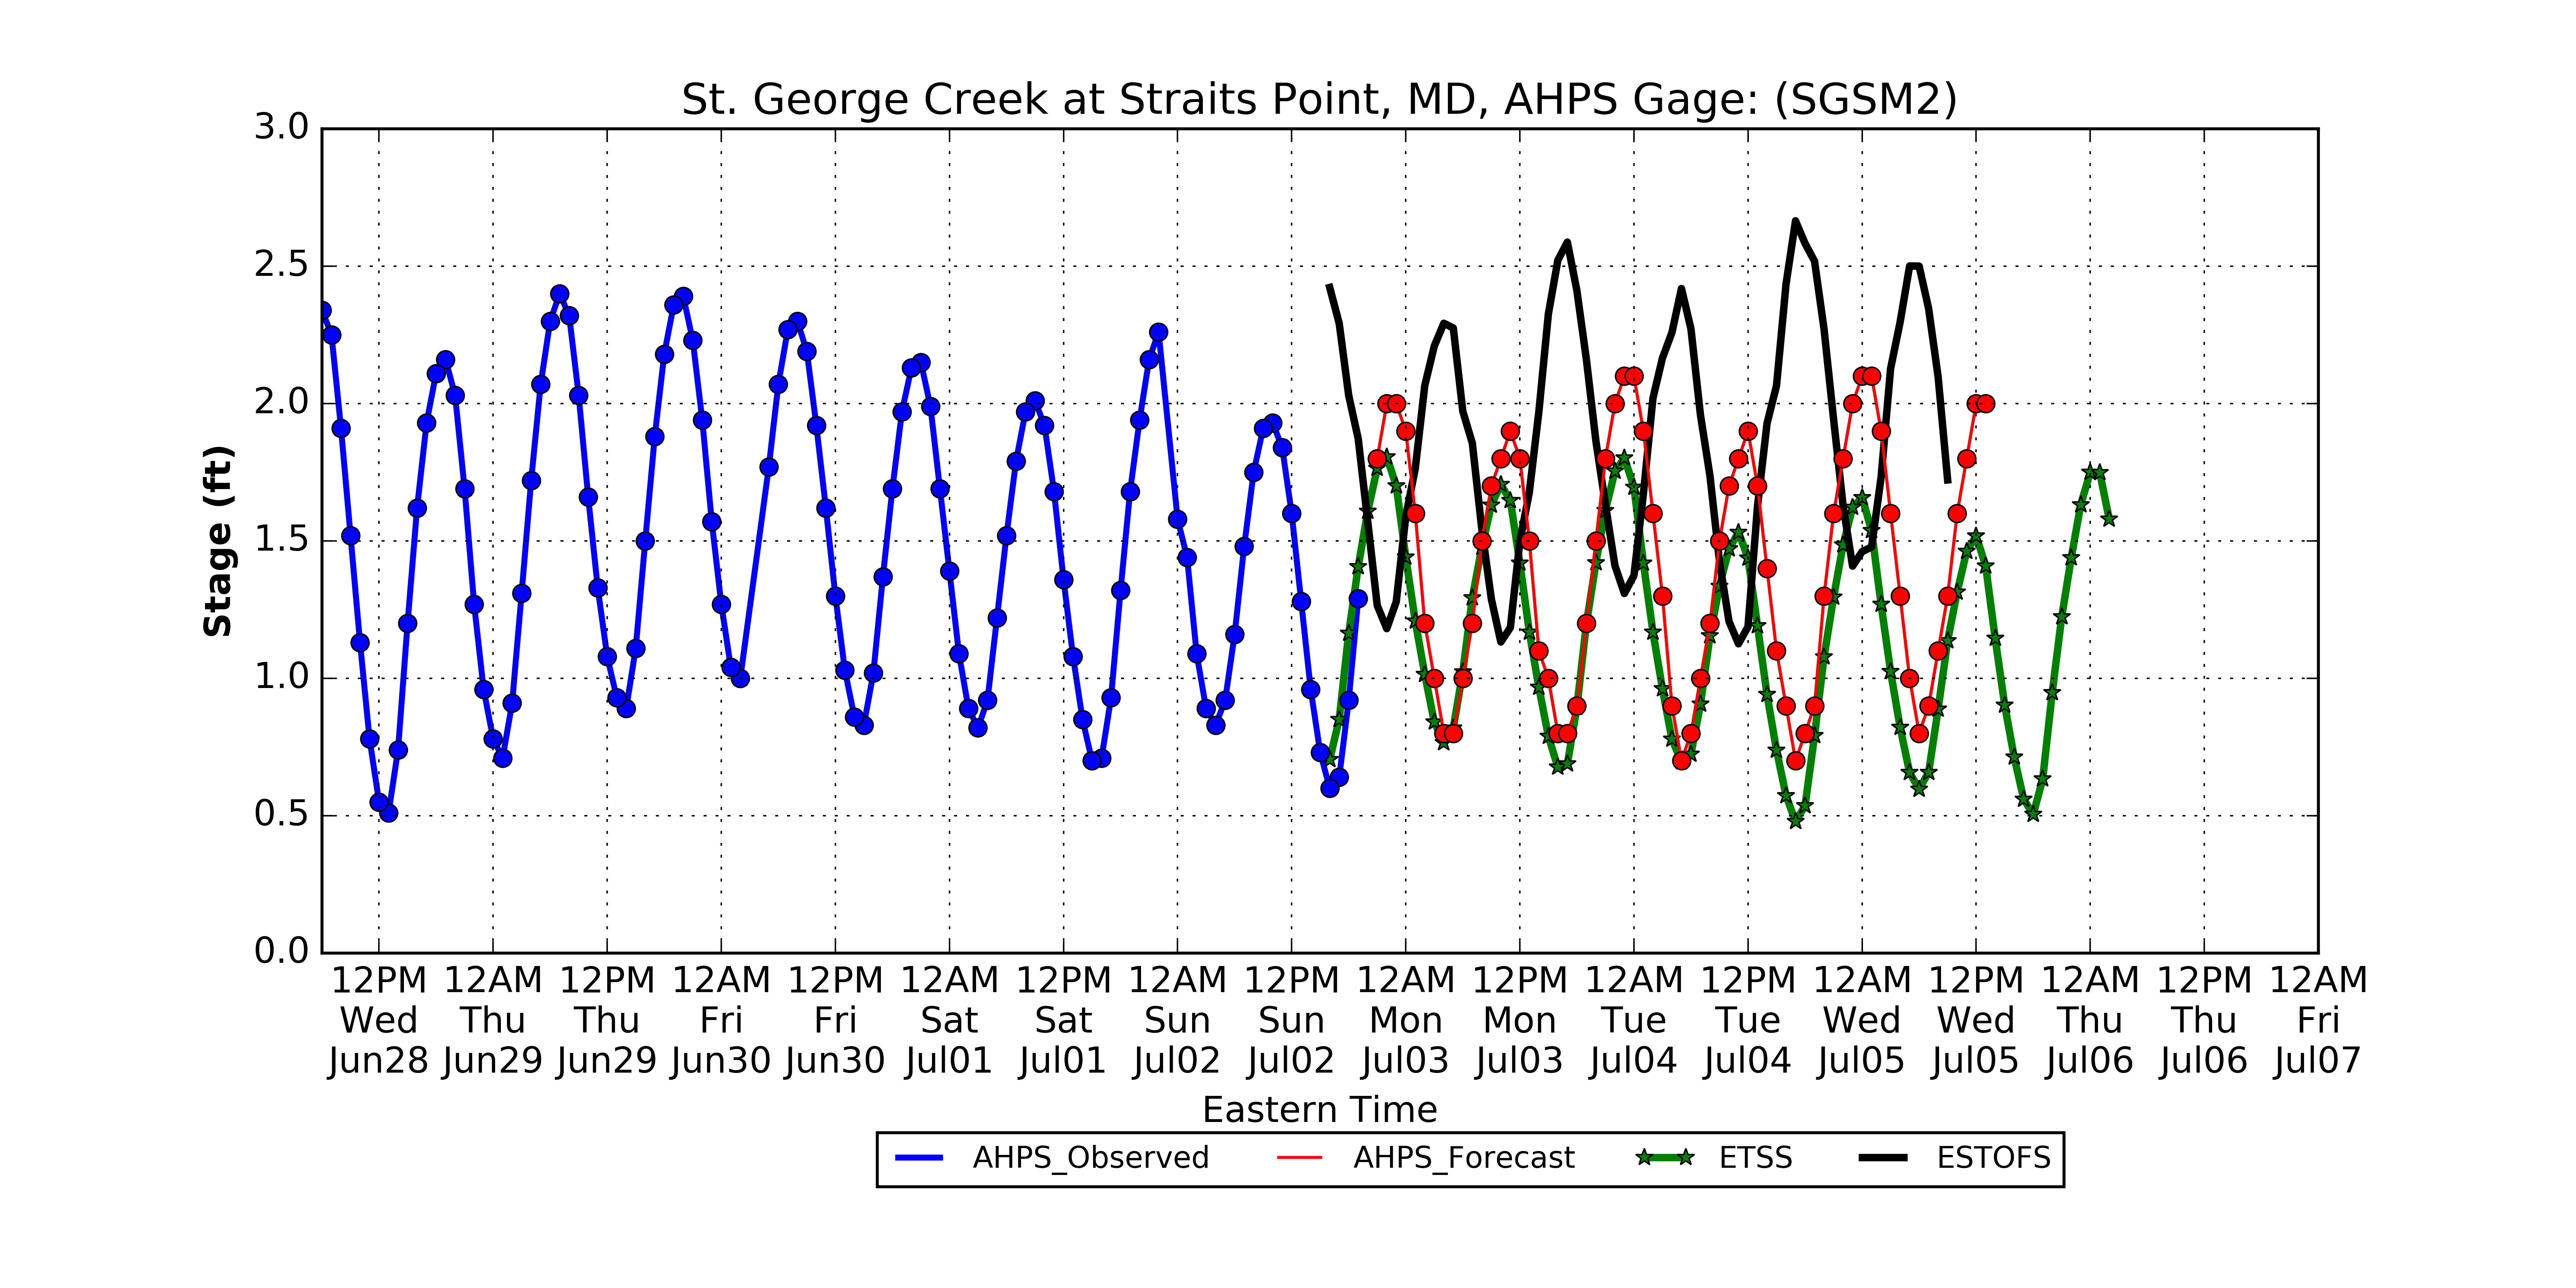 St. George Creek at Straits Point, MD, AHPS Gage: (SGSM2)
3.0
2.5
2.0
1.5
1.0
0.5
0.0
Stage (ft)
12PM 12AM 12PM 12AM 12PM 12AM 12PM 12AM 12PM 12AM 12PM 12AM 12PM 12AM 12PM 12AM 12PM 12AM
Wed Thu Thu Fri Fri Sat Sat Sun Sun Mon Mon Tue Tue Wed Wed Thu Thu Fri
Jun28 Jun29 Jun29 Jun30 Jun30 Jul01 Jul01 Jul02 Jul02 Jul03 Jul03 Jul04 Jul04 Jul05 Jul05 Jul06 Jul06 Jul07
Eastern Time
AHPS_Observed AHPS_Forecast ETSS ESTOFS